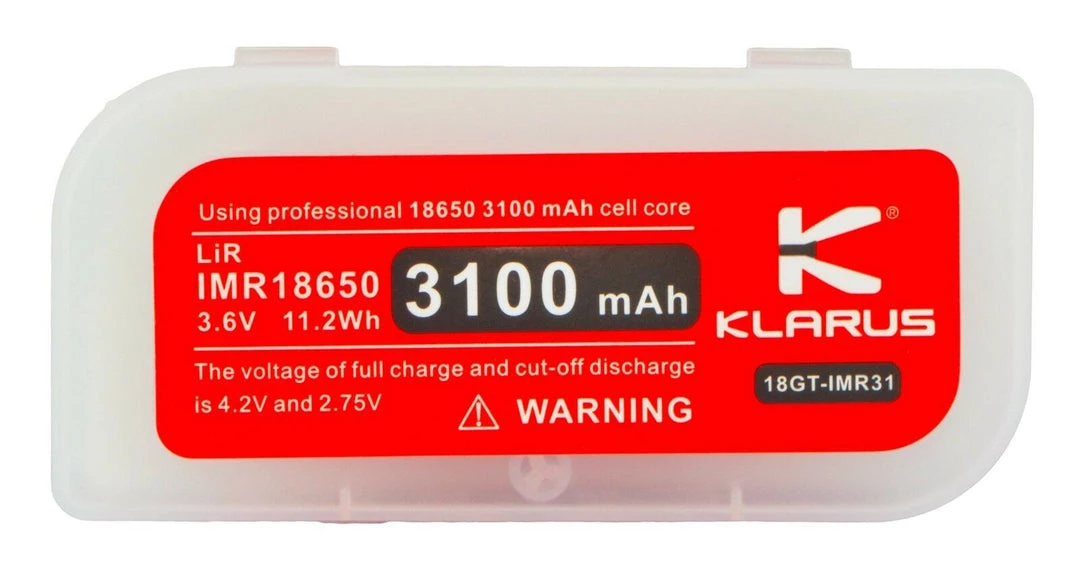 Using professional 18650 3100 mAh cell core
LiR
IMR18650
3.6V 11.2Wh
3100 mAh
The voltage of full charge and cut-off discharge
is 4.2V and 2.75V
⚠ WARNING
K®
KLARUS
18GT-IMR31